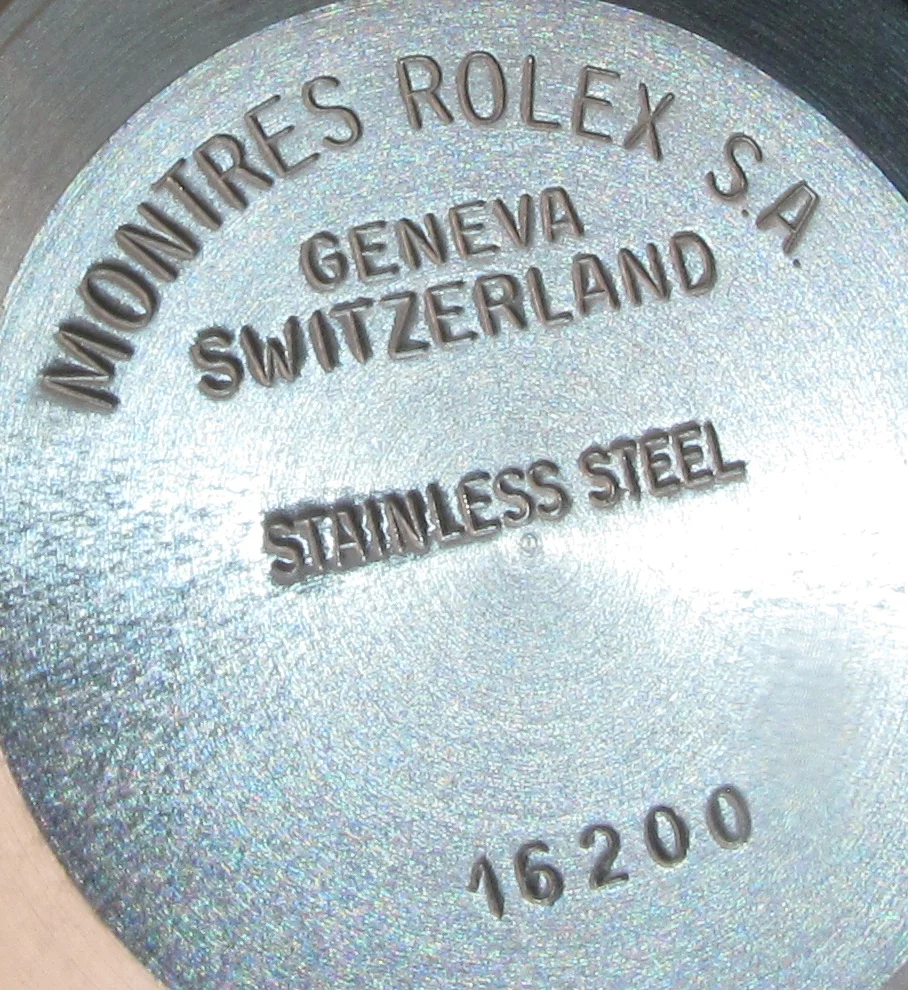 MONTRES ROLEX S.A.
GENEVA
SWITZERLAND
STAINLESS STEEL
16200